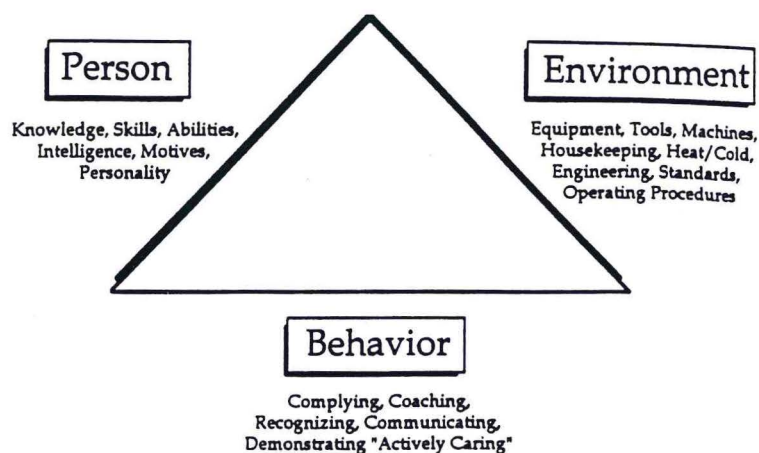 Person
Knowledge, Skills, Abilities,
Intelligence, Motives,
Personality
Environment
Equipment, Tools, Machines,
Housekeeping, Heat/Cold,
Engineering, Standards,
Operating Procedures
Behavior
Complying, Coaching,
Recognizing, Communicating,
Demonstrating "Actively Caring"